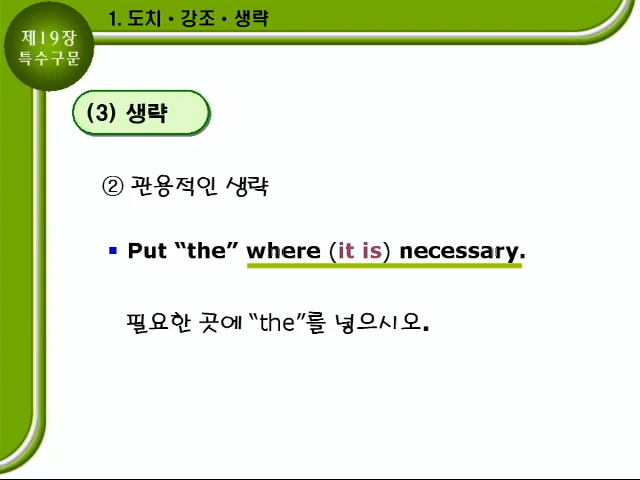 1. 도치·강조·생략
제19장
특수구문
(3) 생략
② 관용적인 생략
▪ Put “the” where (it is) necessary.
필요한 곳에 “the”를 넣으시오.